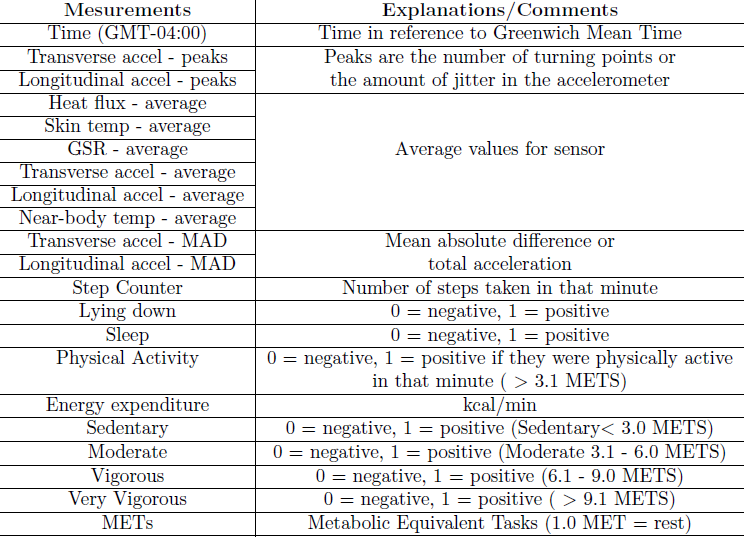 Mesurements Explanations/Comments
Time (GMT-04:00) Time in reference to Greenwich Mean Time
Transverse accel - peaks Peaks are the number of turning points or
Longitudinal accel - peaks the amount of jitter in the accelerometer
Heat flux - average
Skin temp - average
GSR - average Average values for sensor
Transverse accel - average
Longitudinal accel - average
Near-body temp - average
Transverse accel - MAD Mean absolute difference or
Longitudinal accel - MAD total acceleration
Step Counter Number of steps taken in that minute
Lying down 0 = negative, 1 = positive
Sleep 0 = negative, 1 = positive
Physical Activity 0 = negative, 1 = positive if they were physically active
in that minute ( > 3.1 METS)
Energy expenditure kcal/min
Sedentary 0 = negative, 1 = positive (Sedentary< 3.0 METS)
Moderate 0 = negative, 1 = positive (Moderate 3.1 - 6.0 METS)
Vigorous 0 = negative, 1 = positive (6.1 - 9.0 METS)
Very Vigorous 0 = negative, 1 = positive ( > 9.1 METS)
METs Metabolic Equivalent Tasks (1.0 MET = rest)